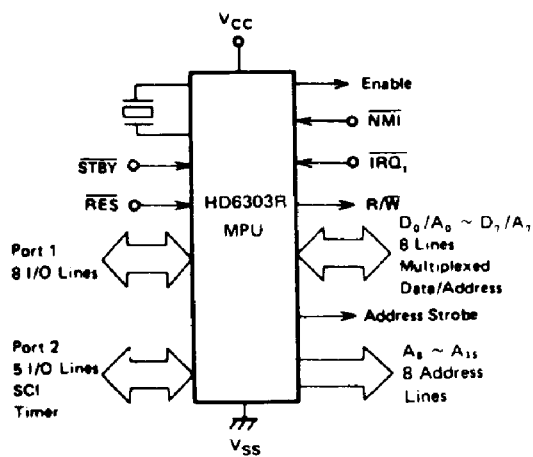 VCC
Enable
NMI
STBY
IRQ1
RES
HD6303R
MPU
R/W
D0/A0 ~ D7/A7
8 Lines
Multiplexed
Data/Address
Port 1
8 I/O Lines
Address Strobe
Port 2
5 I/O Lines
SCI
Timer
A8 ~ A15
8 Address
Lines
VSS